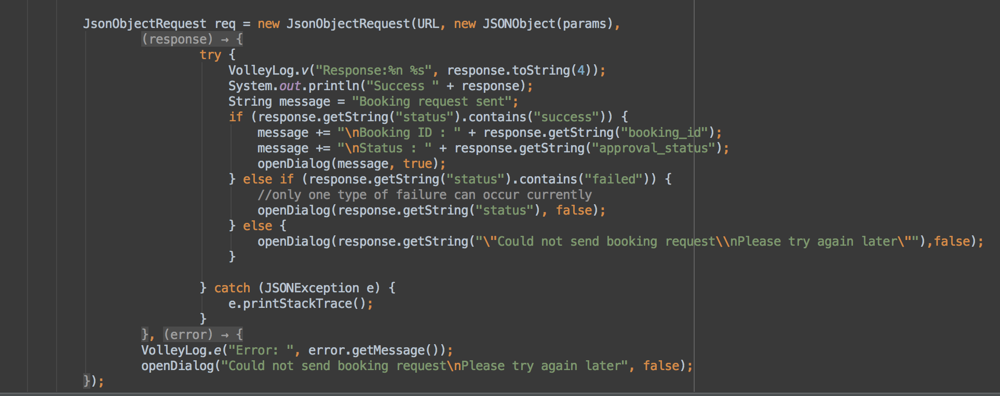 JsonObjectRequest req = new JsonObjectRequest(URL, new JSONObject(params),
(response) → {
try {
VolleyLog.v("Response:%n %s", response.toString(4));
System.out.println("Success " + response);
String message = "Booking request sent";
if (response.getString("status").contains("success")) {
message += "\nBooking ID : " + response.getString("booking_id");
message += "\nStatus : " + response.getString("approval_status");
openDialog(message, true);
} else if (response.getString("status").contains("failed")) {
//only one type of failure can occur currently
openDialog(response.getString("status"), false);
} else {
openDialog(response.getString("\"Could not send booking request\\nPlease try again later\""),false);
}
} catch (JSONException e) {
e.printStackTrace();
}
}, (error) → {
VolleyLog.e("Error: ", error.getMessage());
openDialog("Could not send booking request\nPlease try again later", false);
});